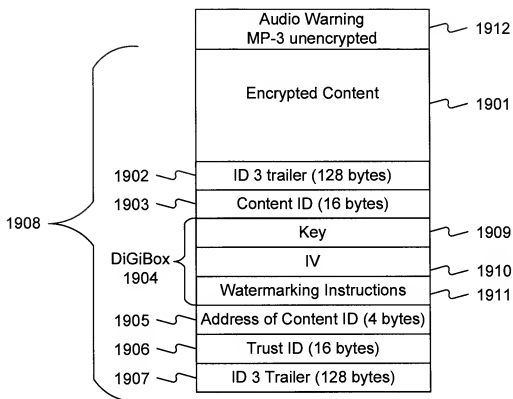 Audio Warning
MP-3 unencrypted
1912
Encrypted Content
1901
1902
ID 3 trailer (128 bytes)
1903
Content ID (16 bytes)
1908
Key
1909
DiGiBox
1904
IV
1910
Watermarking Instructions
1911
1905
Address of Content ID (4 bytes)
1906
Trust ID (16 bytes)
1907
ID 3 Trailer (128 bytes)